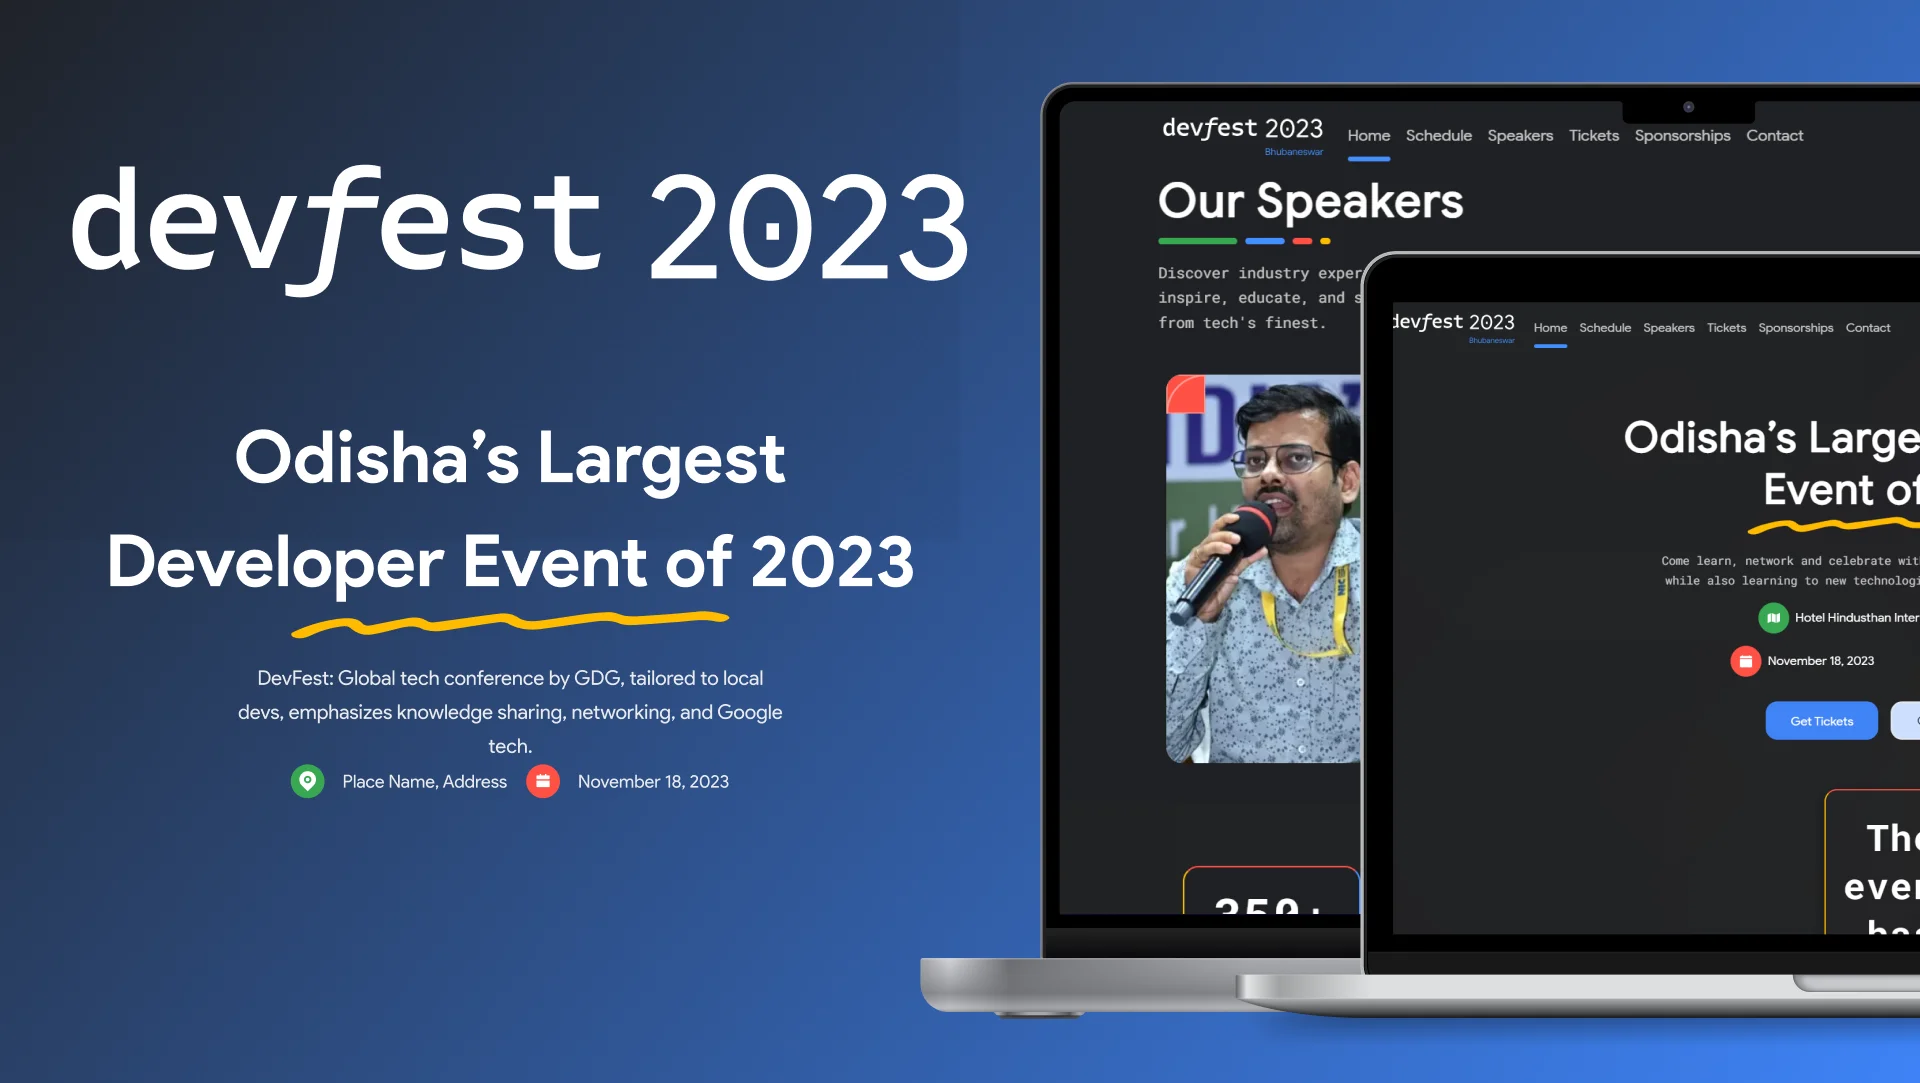 devfest 2023
Odisha’s Largest
Developer Event of 2023
DevFest: Global tech conference by GDG, tailored to local
devs, emphasizes knowledge sharing, networking, and Google
tech.
Place Name, Address November 18, 2023
devfest 2023
Bhubaneswar
Home Schedule Speakers Tickets Sponsorships Contact
Our Speakers
Discover industry exper
inspire, educate, and s
from tech's finest.
359+
devfest 2023
Bhubaneswar
Home Schedule Speakers Tickets Sponsorships Contact
Odisha’s Large
Event of
Come learn, network and celebrate wit
while also learning to new technologi
Hotel Hindusthan Inter
November 18, 2023
Get Tickets
The
even